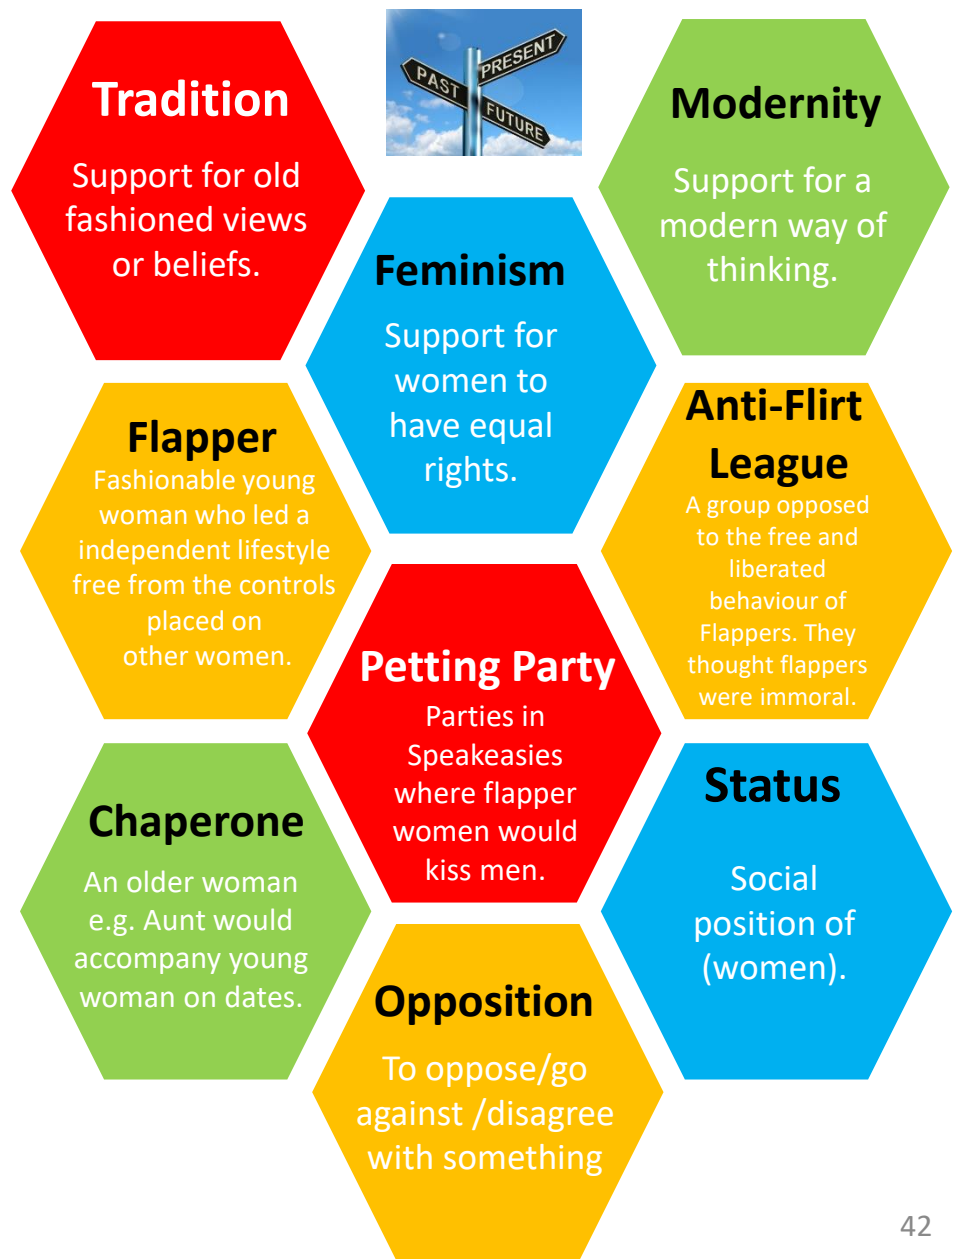 Tradition
Support for old
fashioned views
or beliefs.
PAST
PRESENT
FUTURE
Modernity
Support for a
modern way of
thinking.
Feminism
Support for
women to
have equal
rights.
Flapper
Fashionable young
woman who led a
independent lifestyle
free from the controls
placed on
other women.
Anti-Flirt
League
A group opposed
to the free and
liberated
behaviour of
Flappers. They
thought flappers
were immoral.
Petting Party
Parties in
Speakeasies
where flapper
women would
kiss men.
Chaperone
An older woman
e.g. Aunt would
accompany young
woman on dates.
Status
Social
position of
(women).
Opposition
To oppose/go
against /disagree
with something
42